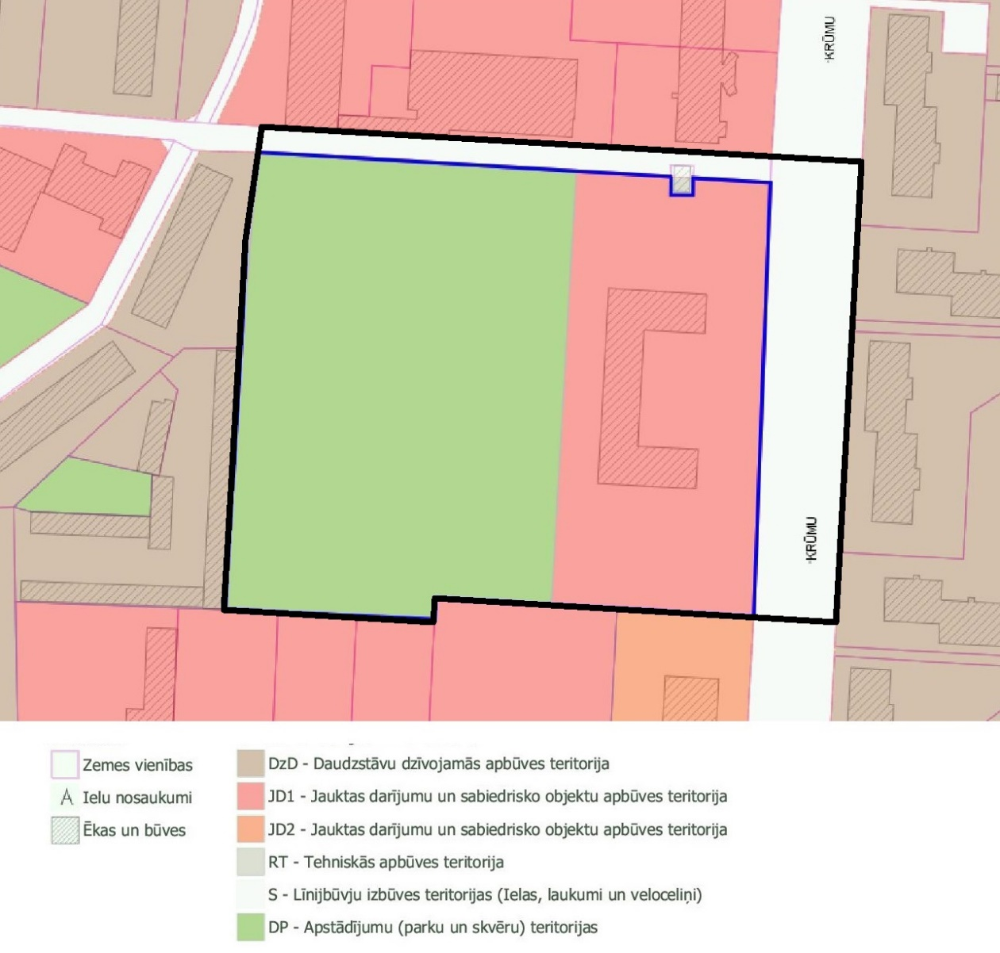 -KRŪMU
-KRŪMU
Zemes vienības
A Ielu nosaukumi
Ēkas un būves
DzD - Daudzstāvu dzīvojamās apbūves teritorija
JD1 - Jauktas darījumu un sabiedrisko objektu apbūves teritorija
JD2 - Jauktas darījumu un sabiedrisko objektu apbūves teritorija
RT - Tehniskās apbūves teritorija
S - Līnijbūvju izbūves teritorijas (Ielas, laukumi un veloceliņi)
DP - Apstādījumu (parku un skvēru) teritorijas